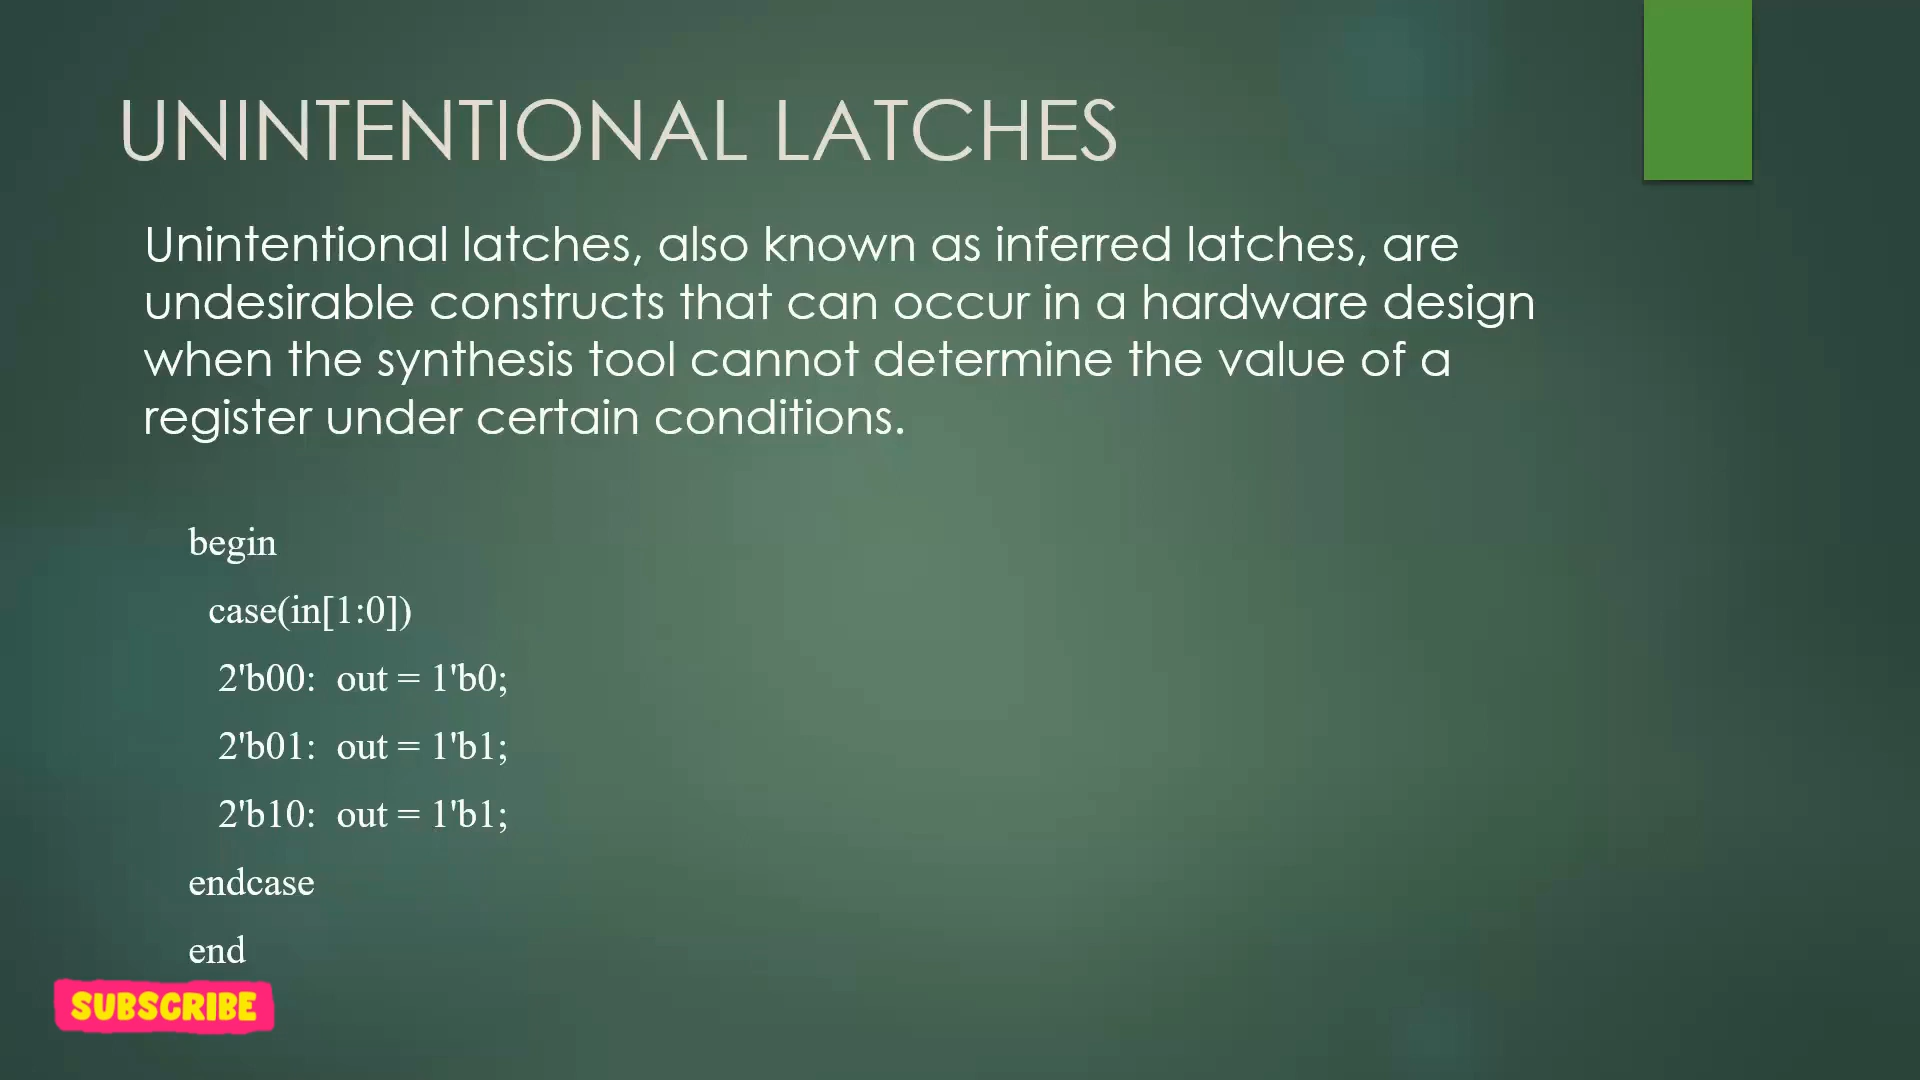 UNINTENTIONAL LATCHES
Unintentional latches, also known as inferred latches, are
undesirable constructs that can occur in a hardware design
when the synthesis tool cannot determine the value of a
register under certain conditions.
begin
case(in[1:0])
2'b00:  out = 1'b0;
2'b01:  out = 1'b1;
2'b10:  out = 1'b1;
endcase
end
SUBSCRIBE